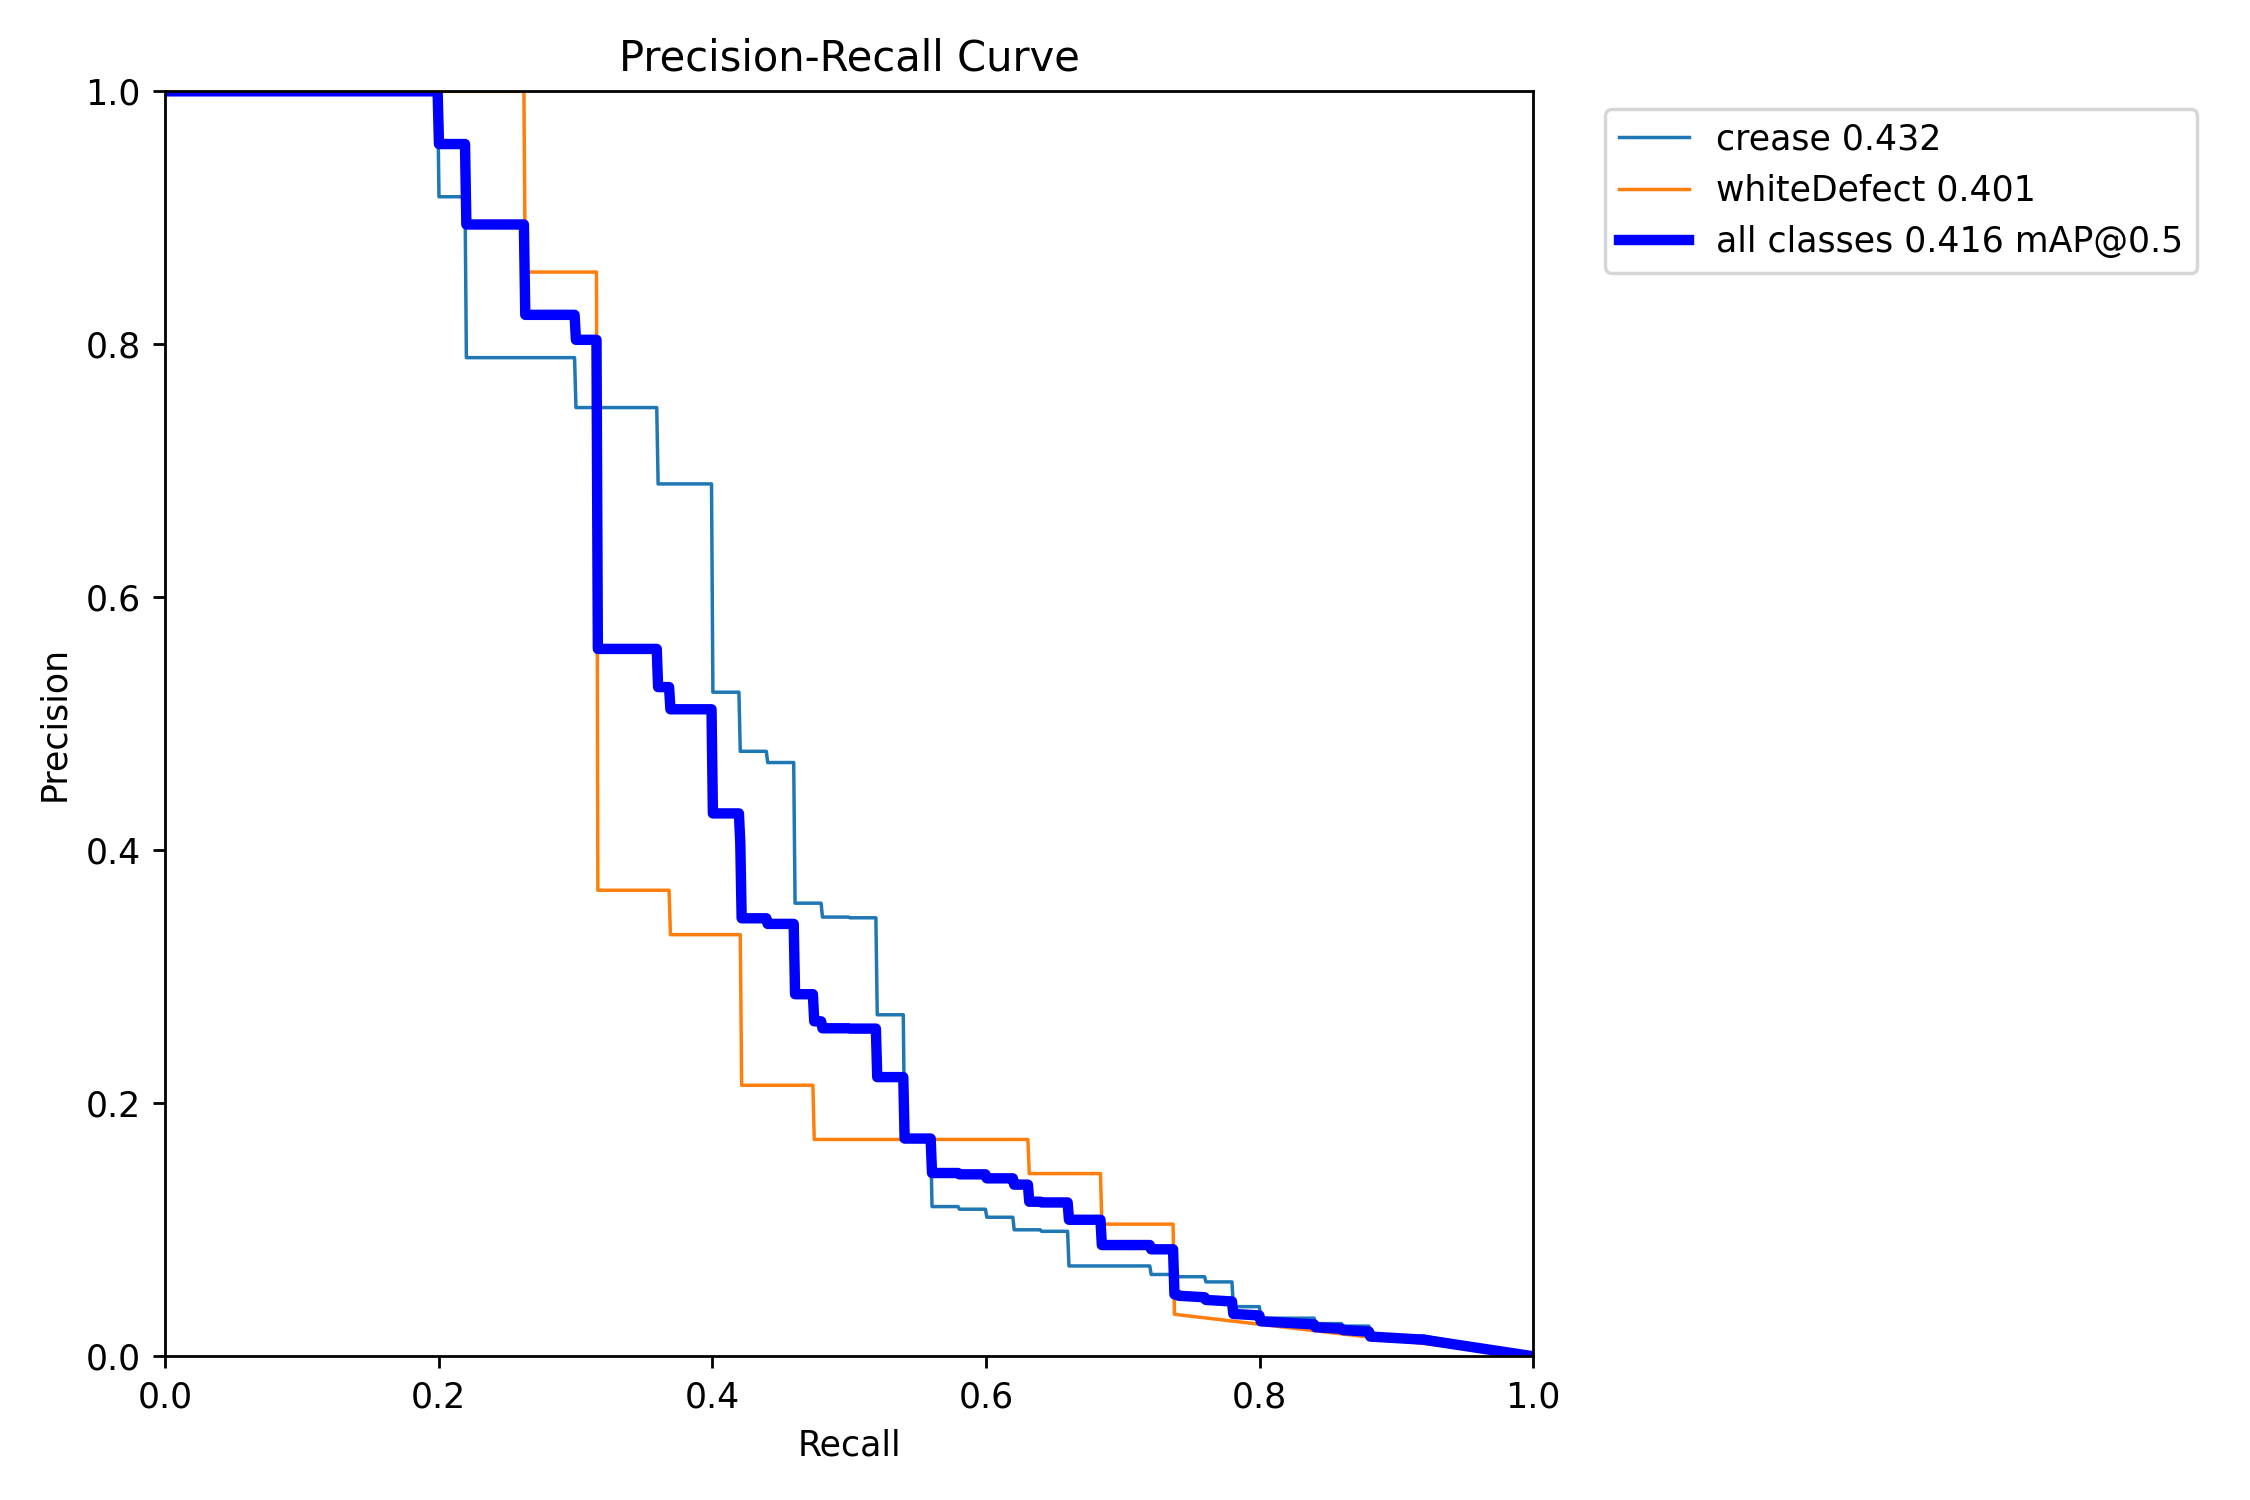 Precision-Recall Curve
crease 0.432
whiteDefect 0.401
all classes 0.416 mAP@0.5
1.0
0.8
0.6
0.4
0.2
0.0
Precision
0.0 0.2 0.4 0.6 0.8 1.0
Recall